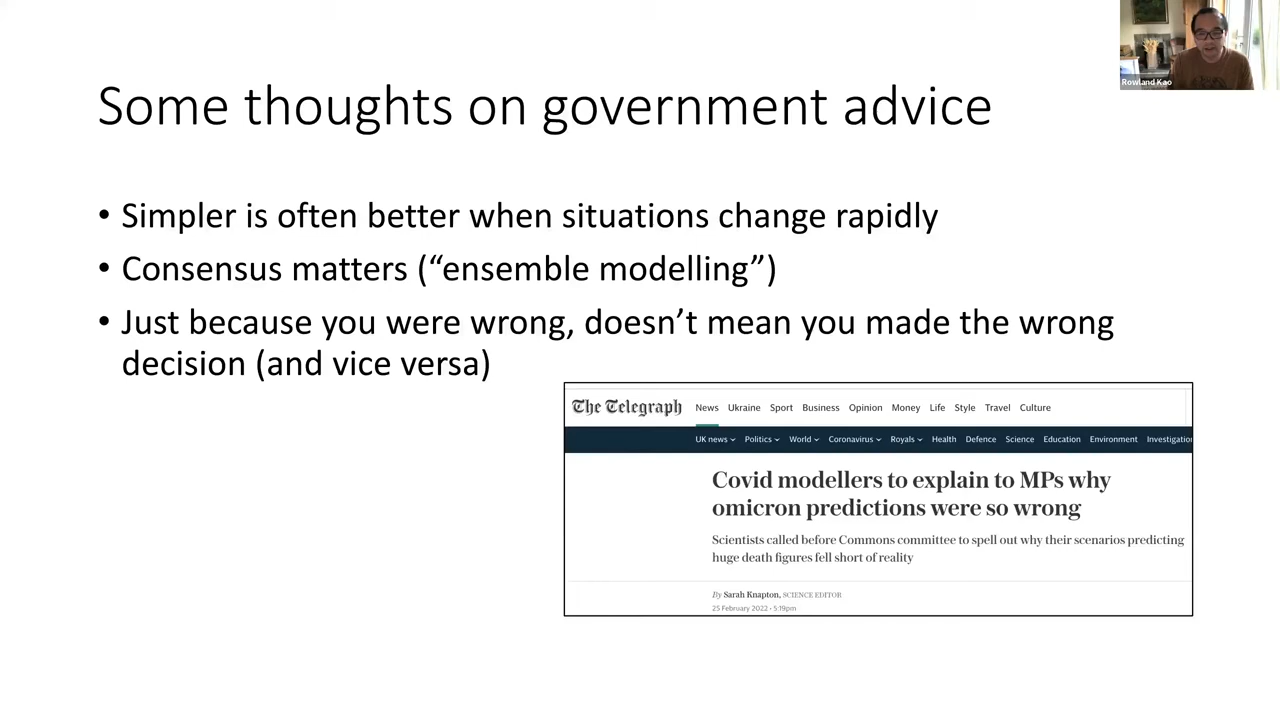 Rowland Kao
Some thoughts on government advice
• Simpler is often better when situations change rapidly
• Consensus matters (“ensemble modelling”)
• Just because you were wrong, doesn’t mean you made the wrong
decision (and vice versa)
The Telegraph News Ukraine Sport Business Opinion Money Life Style Travel Culture
UK news Politics World Coronavirus Royals Health Defence Science Education Environment Investigation
Covid modellers to explain to MPs why
omicron predictions were so wrong
Scientists called before Commons committee to spell out why their scenarios predicting
huge death figures fell short of reality
By Sarah Knapton, SCIENCE EDITOR
25 February 2022 • 5:19pm